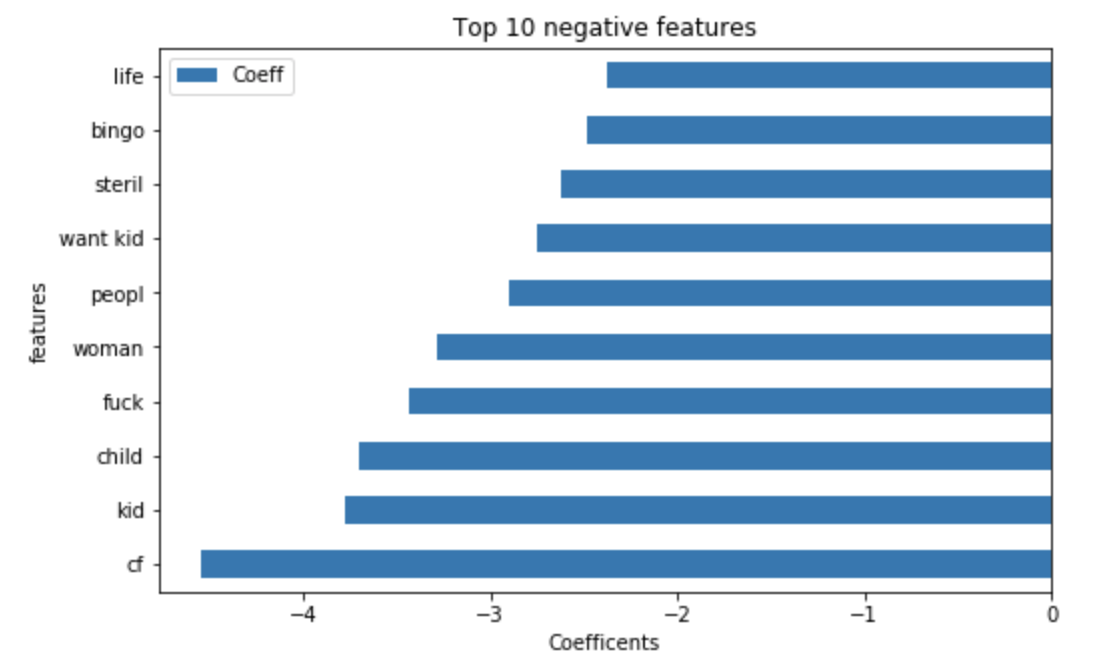 Top 10 negative features
Coeff
life
bingo
steril
want kid
peopl
woman
fuck
child
kid
cf
features
−4 −3 −2 −1 0
Coefficents